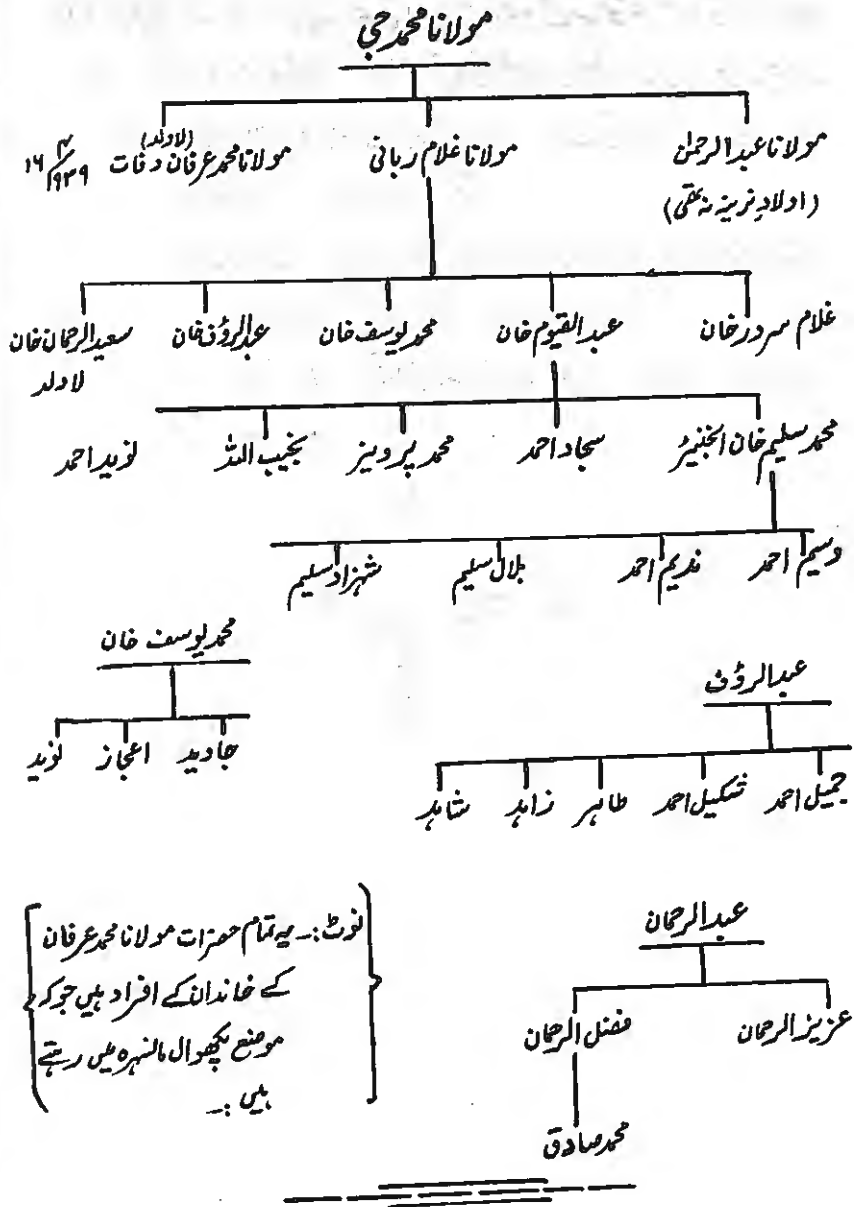 مولانا محمد حجی
مولانا عبدالرحمن مولانا غلام ربانی مولانا محمد عرفان (لاولد) وفات ۱۶/۴/۱۹۳۹
(اولادِ نرینہ نہ تھی)
غلام سرور خان عبدالقیوم خان محمد یوسف خان عبدالرؤف خان سعید الرحمان خان
لاولد
محمد سلیم خان انجنیئر سجاد احمد محمد پرویز نجیب اللہ نوید احمد
وسیم احمد ندیم احمد بلال سلیم شہزاد سلیم
محمد یوسف خان
جاوید اعجاز نوید
عبدالرؤف
جمیل احمد شکیل احمد طاہر زاہد شاہد
عبدالرحمان
عزیز الرحمان فضل الرحمان
محمد صادق
نوٹ:۔ یہ تمام حضرات مولانا محمد عرفان
کے خاندان کے افراد ہیں جو کہ
موضع پکھوال مانسہرہ میں رہتے
ہیں :۔